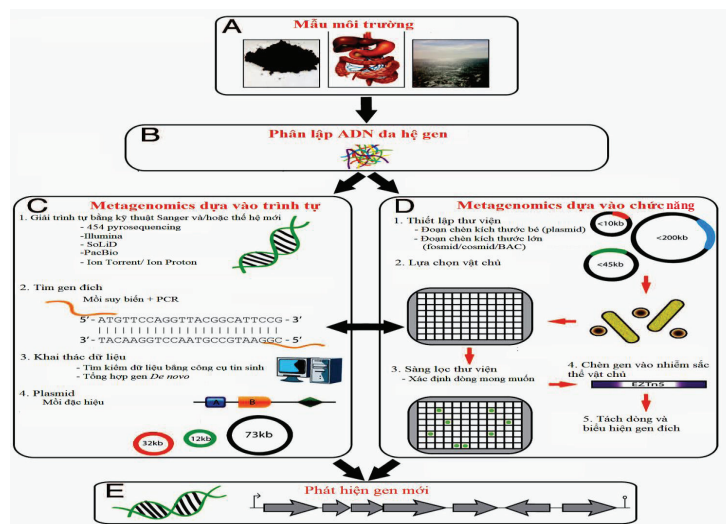 A
Mẫu môi trường
B
Phân lập ADN đa hệ gen
C
Metagenomics dựa vào trình tự
1. Giải trình tự bằng kỹ thuật Sanger và/hoặc thế hệ mới
- 454 pyrosequencing
- Illumina
- SoLiD
-PacBio
- Ion Torrent/ Ion Proton
2. Tìm gen đích
Mồi suy biến + PCR
5′- ATGTTCCAGGTTACGGCATTCCG - 3′
3′- TACAAGGTCCAATGCCGTAAGGC - 5′
3. Khai thác dữ liệu
- Tìm kiếm dữ liệu bằng công cụ tin sinh
- Tổng hợp gen De novo
4. Plasmid
Mồi đặc hiệu
A
B
32kb
12kb
73kb
D
Metagenomics dựa vào chức năng
1. Thiết lập thư viện
- Đoạn chèn kích thước bé (plasmid)
- Đoạn chèn kích thước lớn
(fosmid/cosmid/BAC)
<10kb
<200kb
<45kb
2. Lựa chọn vật chủ
3. Sàng lọc thư viện
- Xác định dòng mong muốn
4. Chèn gen vào nhiễm sắc
thể vật chủ
EZTn5
5. Tách dòng và
biểu hiện gen đích
E
Phát hiện gen mới